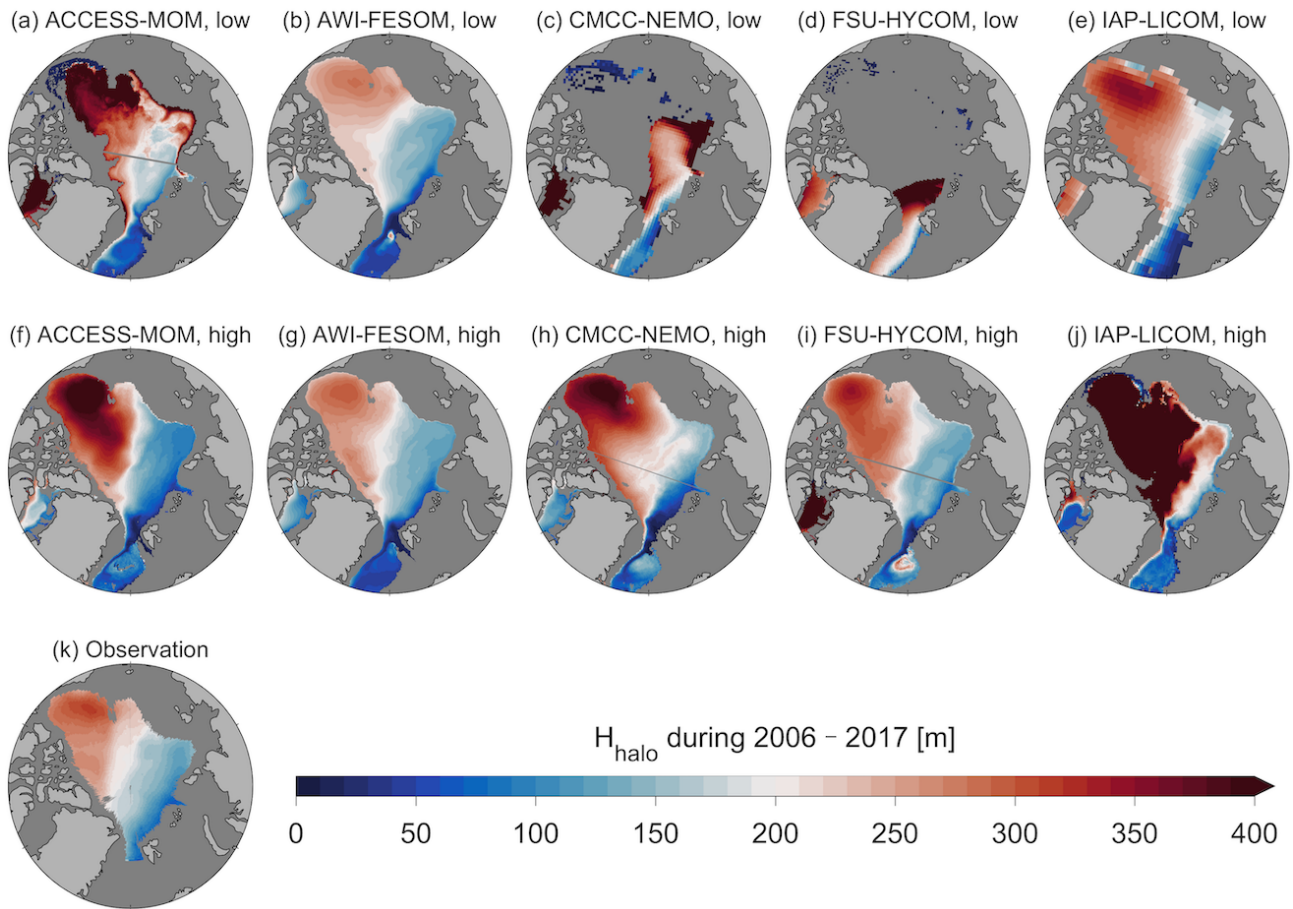 (a) ACCESS-MOM, low
(b) AWI-FESOM, low
(c) CMCC-NEMO, low
(d) FSU-HYCOM, low
(e) IAP-LICOM, low
(f) ACCESS-MOM, high
(g) AWI-FESOM, high
(h) CMCC-NEMO, high
(i) FSU-HYCOM, high
(j) IAP-LICOM, high
(k) Observation
H_halo during 2006 – 2017 [m]
0 50 100 150 200 250 300 350 400